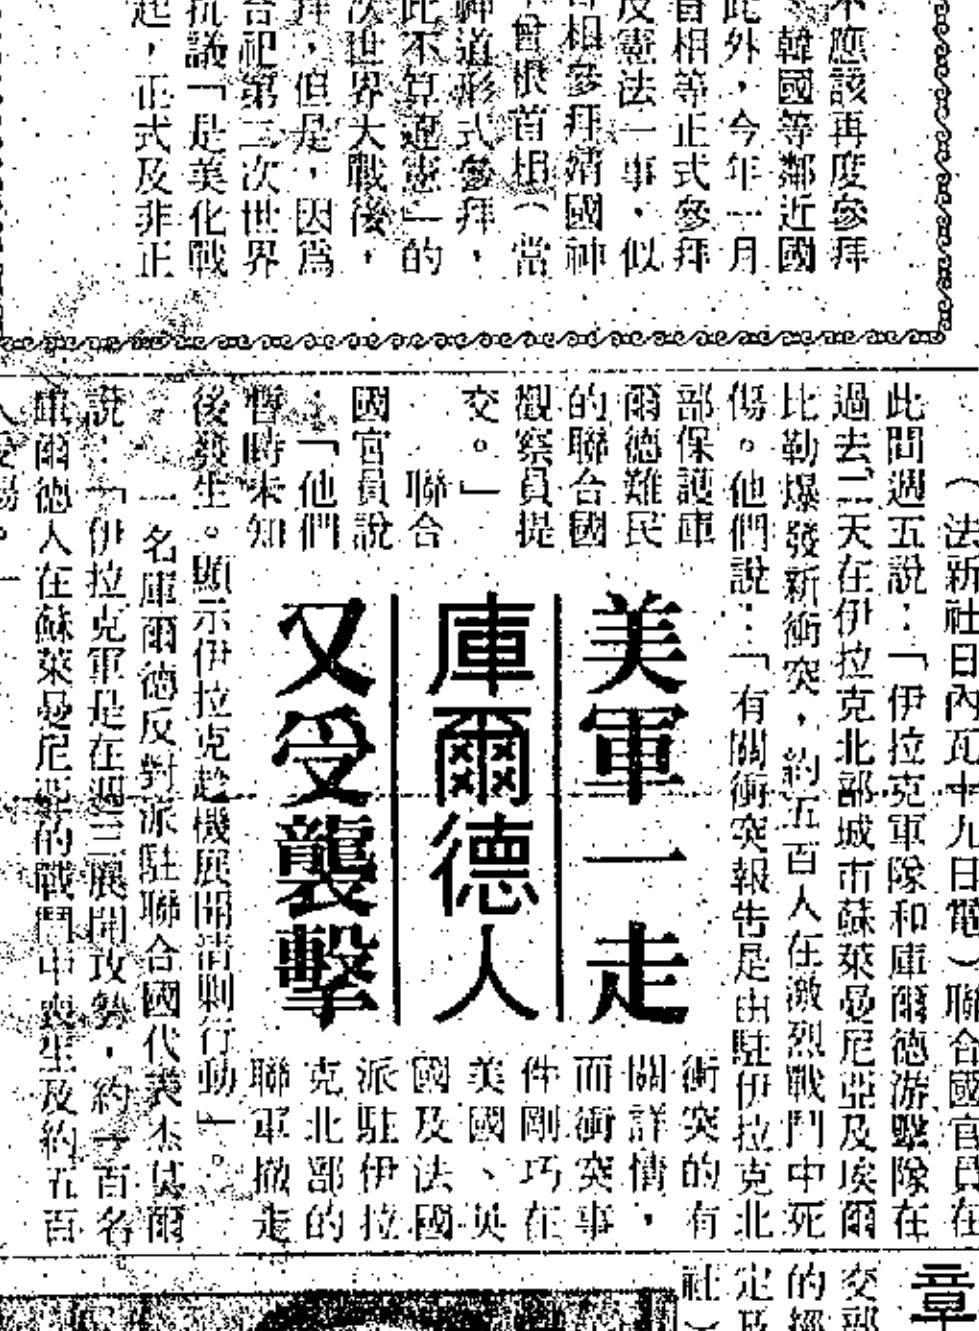 不應該再度參拜
韓國等鄰近國
此外，今年一月
首相等正式參拜
反憲法一事，似
首相參拜靖國神
曾根首相（當
神道形式參拜，
此不算違憲」的
次世界大戰後，
拜，但是，因爲
合祀第二次世界
抗議「是美化戰
起，正式及非正
美軍一走
庫爾德人
又受襲擊
（法新社日內瓦十九日電）聯合國官員在
此間週五說：「伊拉克軍隊和庫爾德游擊隊在
過去三天在伊拉克北部城市蘇萊曼尼亞及埃爾
比勒爆發新衝突，約五百人在激烈戰鬥中死
傷。他們說：「有關衝突報告是由駐伊拉克北
部保護庫
爾德難民
的聯合國
觀察員提
交。」
聯合
國官員說
：「他們
暫時未知
衝突的有
關詳情，
而衝突事
件剛巧在
美國、英
國及法國
派駐伊拉
克北部的
聯軍撤走
後發生。顯示伊拉克趁機展開清剿行動」。
一名庫爾德反對派駐聯合國代表杰莫爾
說：「伊拉克軍是在週三展開攻勢，約一百名
庫爾德人在蘇萊曼尼亞的戰鬥中喪生及約五百
人受傷。」
章
交部
的經
定及
社）